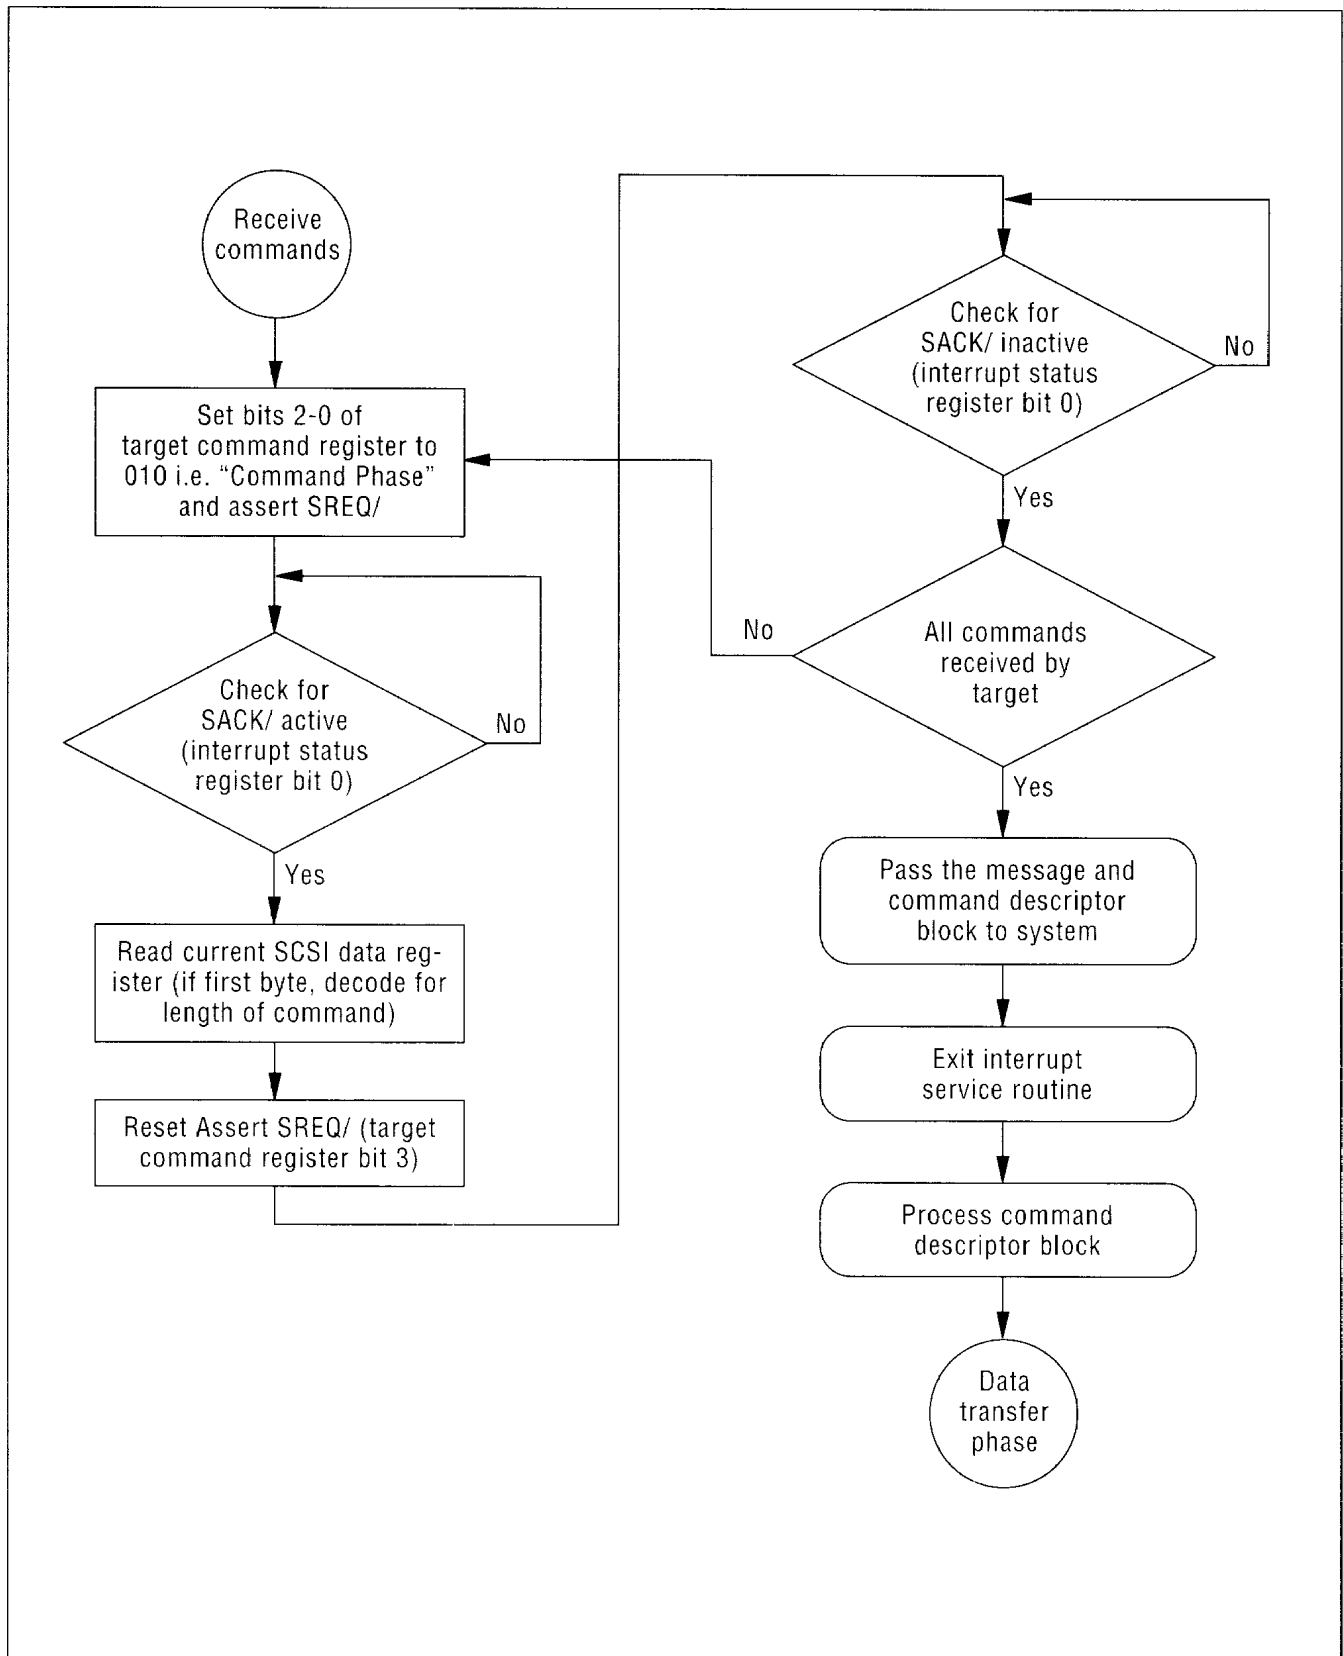 Receive
commands
Set bits 2-0 of
target command register to
010 i.e. “Command Phase”
and assert SREQ/
Check for
SACK/ active
(interrupt status
register bit 0)
No
Yes
Read current SCSI data reg-
ister (if first byte, decode for
length of command)
Reset Assert SREQ/ (target
command register bit 3)
Check for
SACK/ inactive
(interrupt status
register bit 0)
No
Yes
All commands
received by
target
No
Yes
Pass the message and
command descriptor
block to system
Exit interrupt
service routine
Process command
descriptor block
Data
transfer
phase